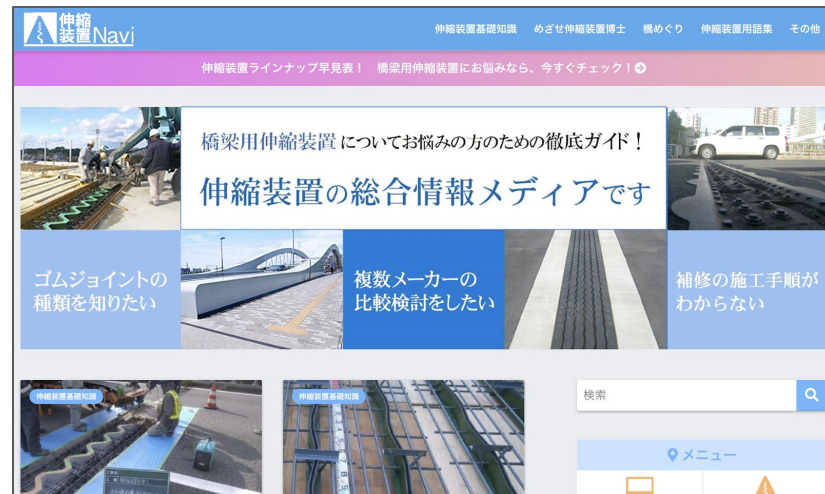 伸縮
装置Navi
伸縮装置基礎知識 めざせ伸縮装置博士 橋めぐり 伸縮装置用語集 その他
伸縮装置ラインナップ早見表！ 橋梁用伸縮装置にお悩みなら、今すぐチェック！
橋梁用伸縮装置についてお悩みの方のための徹底ガイド！
伸縮装置の総合情報メディアです
ゴムジョイントの
種類を知りたい
複数メーカーの
比較検討をしたい
補修の施工手順が
わからない
伸縮装置基礎知識
伸縮装置基礎知識
検索
メニュー